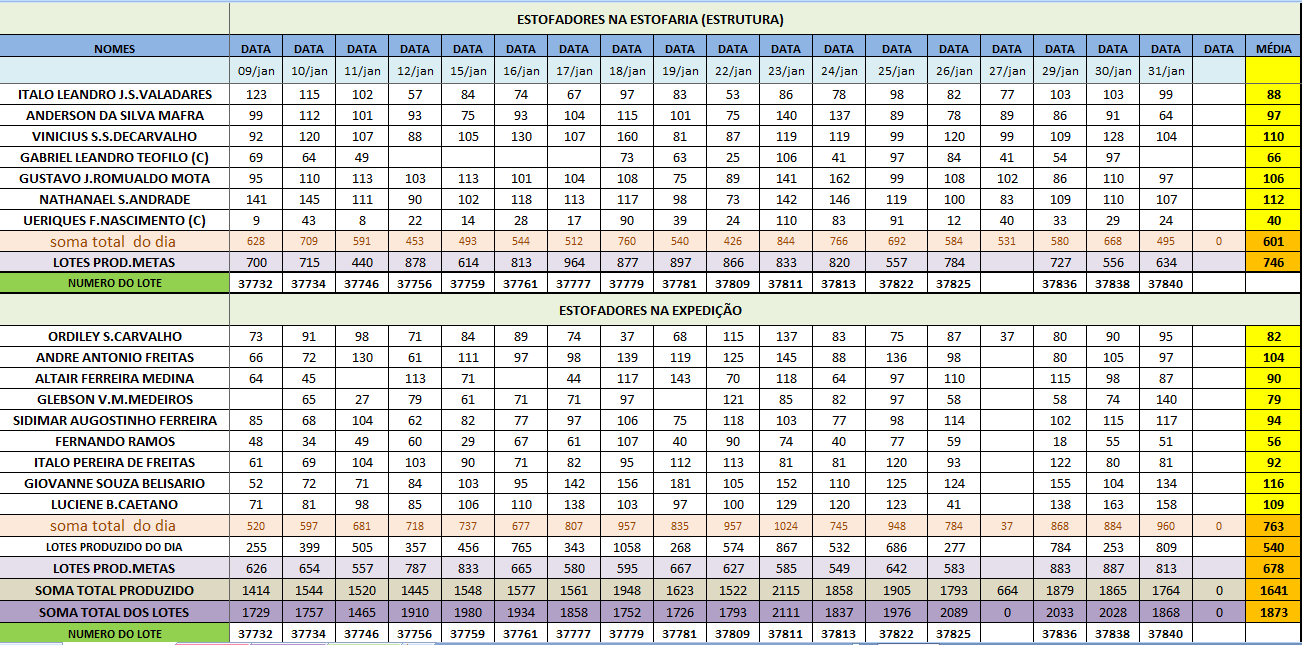 ESTOFADORES NA ESTOFARIA (ESTRUTURA)
NOMES DATA DATA DATA DATA DATA DATA DATA DATA DATA DATA DATA DATA DATA DATA DATA DATA DATA DATA DATA MÉDIA
09/jan 10/jan 11/jan 12/jan 15/jan 16/jan 17/jan 18/jan 19/jan 22/jan 23/jan 24/jan 25/jan 26/jan 27/jan 29/jan 30/jan 31/jan
ITALO LEANDRO J.S.VALADARES 123 115 102 57 84 74 67 97 83 53 86 78 98 82 77 103 103 99 88
ANDERSON DA SILVA MAFRA 99 112 101 93 75 93 104 115 101 75 140 137 89 78 89 86 91 64 97
VINICIUS S.S.DECARVALHO 92 120 107 88 105 130 107 160 81 87 119 119 99 120 99 109 128 104 110
GABRIEL LEANDRO TEOFILO (C) 69 64 49 73 63 25 106 41 97 84 41 54 97 66
GUSTAVO J.ROMUALDO MOTA 95 110 113 103 113 101 104 108 75 89 141 162 99 108 102 86 110 97 106
NATHANAEL S.ANDRADE 141 145 111 90 102 118 113 117 98 73 142 146 119 100 83 109 110 107 112
UERIQUES F.NASCIMENTO (C) 9 43 8 22 14 28 17 90 39 24 110 83 91 12 40 33 29 24 40
soma total do dia 628 709 591 453 493 544 512 760 540 426 844 766 692 584 531 580 668 495 0 601
LOTES PROD.METAS 700 715 440 878 614 813 964 877 897 866 833 820 557 784 727 556 634 746
NUMERO DO LOTE 37732 37734 37746 37756 37759 37761 37777 37779 37781 37809 37811 37813 37822 37825 37836 37838 37840
ESTOFADORES NA EXPEDIÇÃO
ORDILEY S.CARVALHO 73 91 98 71 84 89 74 37 68 115 137 83 75 87 37 80 90 95 82
ANDRE ANTONIO FREITAS 66 72 130 61 111 97 98 139 119 125 145 88 136 98 80 105 97 104
ALTAIR FERREIRA MEDINA 64 45 113 71 44 117 143 70 118 64 97 110 115 98 87 90
GLEBSON V.M.MEDEIROS 65 27 79 61 71 71 97 121 85 82 97 58 58 74 140 79
SIDIMAR AUGOSTINHO FERREIRA 85 68 104 62 82 77 97 106 75 118 103 77 98 114 102 115 117 94
FERNANDO RAMOS 48 34 49 60 29 67 61 107 40 90 74 40 77 59 18 55 51 56
ITALO PEREIRA DE FREITAS 61 69 104 103 90 71 82 95 112 113 81 81 120 93 122 80 81 92
GIOVANNE SOUZA BELISARIO 52 72 71 84 103 95 142 156 181 105 152 110 125 124 155 104 134 116
LUCIENE B.CAETANO 71 81 98 85 106 110 138 103 97 100 129 120 123 41 138 163 158 109
soma total do dia 520 597 681 718 737 677 807 957 835 957 1024 745 948 784 37 868 884 960 0 763
LOTES PRODUZIDO DO DIA 255 399 505 357 456 765 343 1058 268 574 867 532 686 277 784 253 809 540
LOTES PROD.METAS 626 654 557 787 833 665 580 595 667 627 585 549 642 583 883 887 813 678
SOMA TOTAL PRODUZIDO 1414 1544 1520 1445 1548 1577 1561 1948 1623 1522 2115 1858 1905 1793 664 1879 1865 1764 0 1641
SOMA TOTAL DOS LOTES 1729 1757 1465 1910 1980 1934 1858 1752 1726 1793 2111 1837 1976 2089 0 2033 2028 1868 0 1873
NUMERO DO LOTE 37732 37734 37746 37756 37759 37761 37777 37779 37781 37809 37811 37813 37822 37825 37836 37838 37840